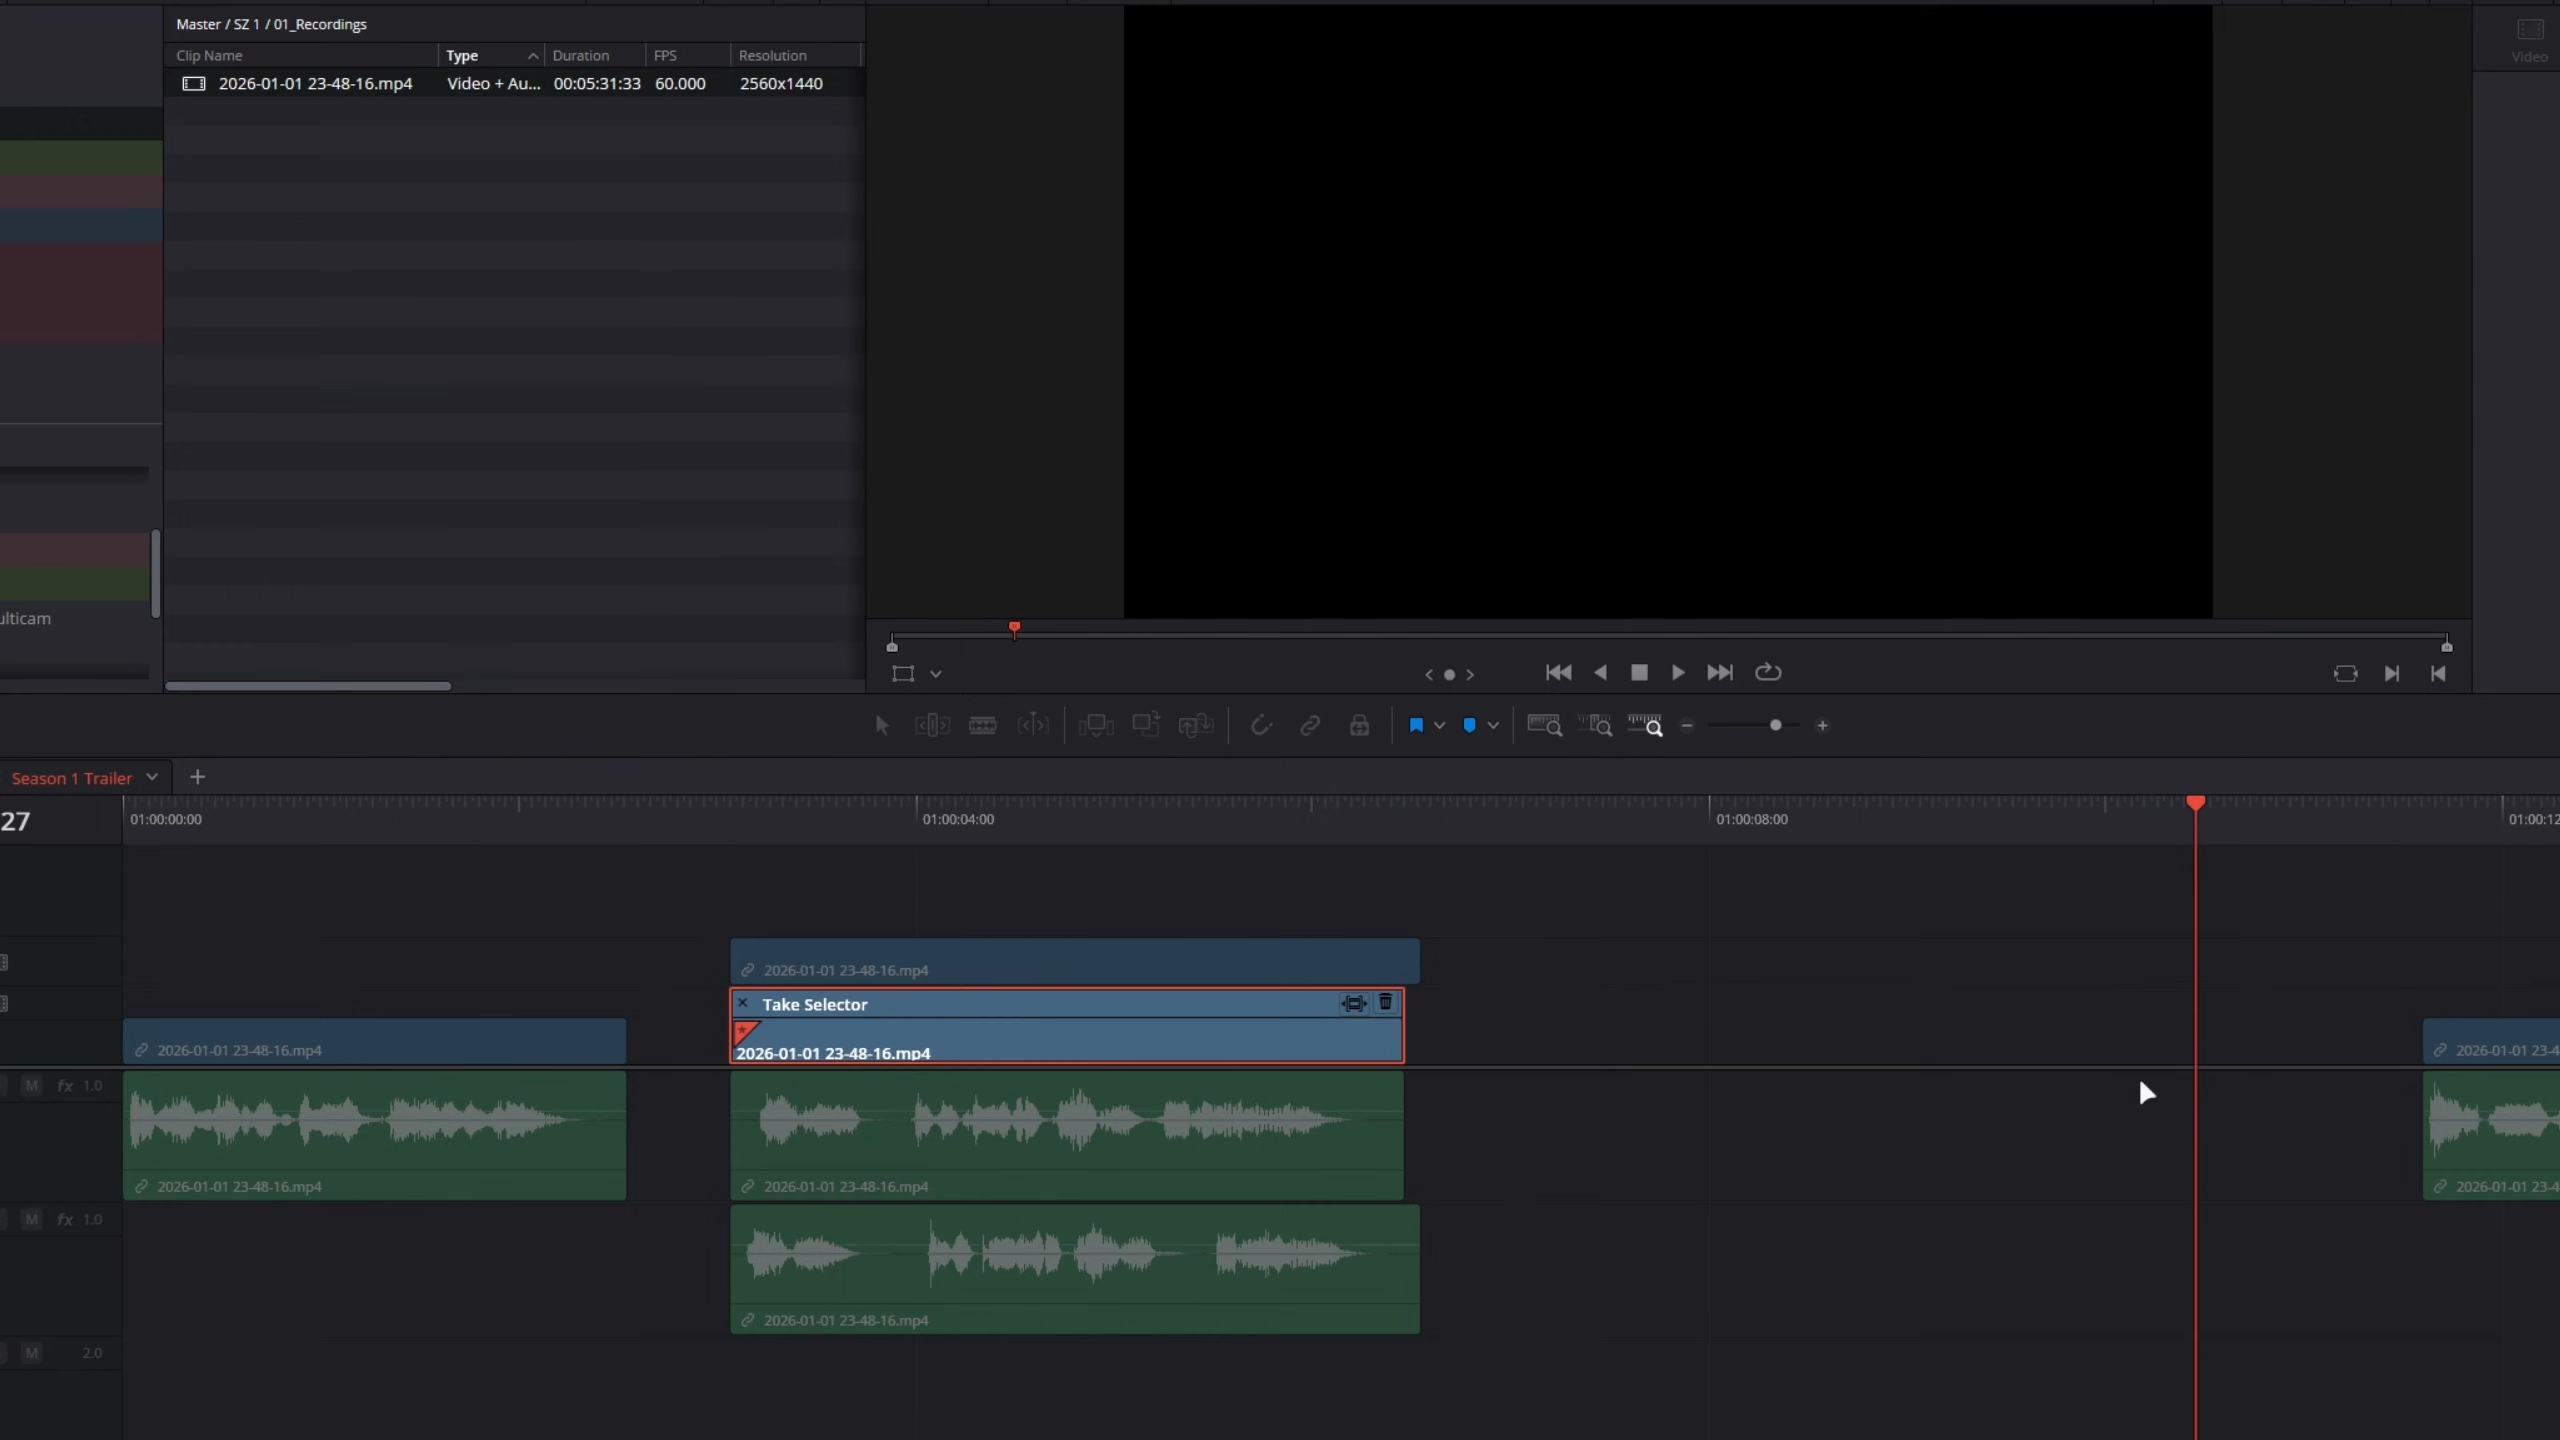 Master / SZ 1 / 01_Recordings
Clip Name Type Duration FPS Resolution
2026-01-01 23-48-16.mp4 Video + Au... 00:05:31:33 60.000 2560x1440
Video
ulticam
Season 1 Trailer
27
01:00:00:00 01:00:04:00 01:00:08:00 01:00:12
2026-01-01 23-48-16.mp4
Take Selector
2026-01-01 23-48-16.mp4 2026-01-01 23-48-16.mp4 2026-01-01 23-4
M fx 1.0
2026-01-01 23-48-16.mp4 2026-01-01 23-48-16.mp4 2026-01-01 23-4
M fx 1.0
2026-01-01 23-48-16.mp4
M 2.0